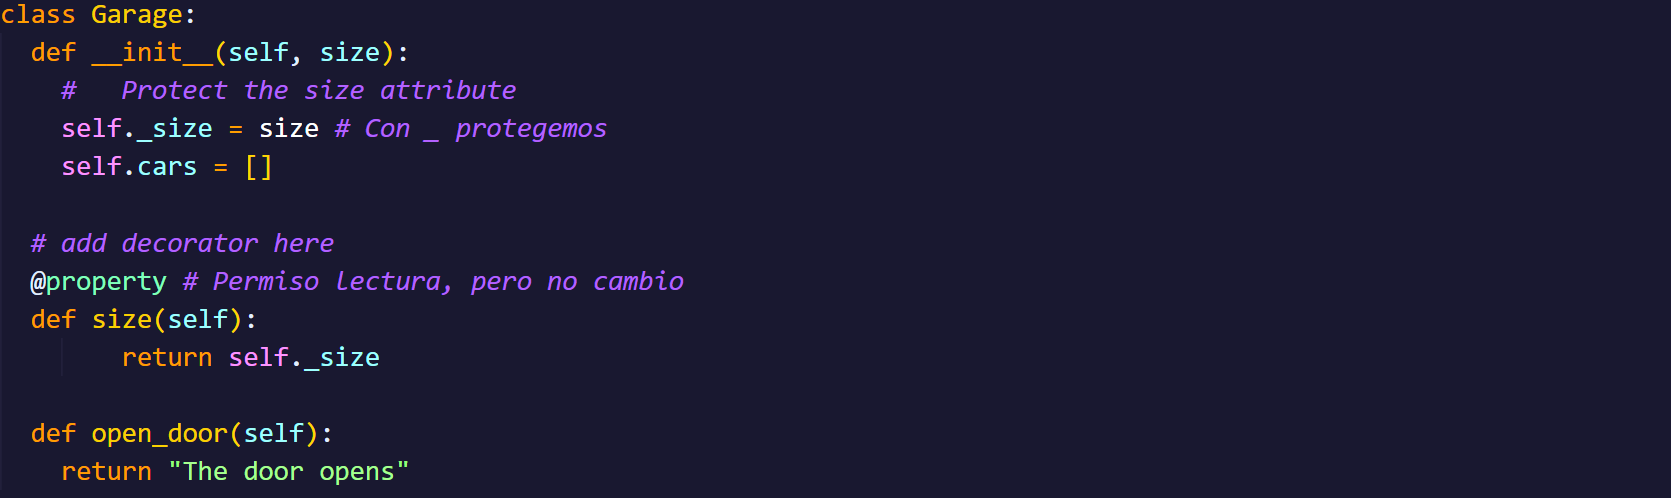 class Garage:
  def __init__(self, size):
    #   Protect the size attribute
    self._size = size # Con _ protegemos
    self.cars = []

  # add decorator here
  @property # Permiso lectura, pero no cambio
  def size(self):
        return self._size

  def open_door(self):
    return "The door opens"